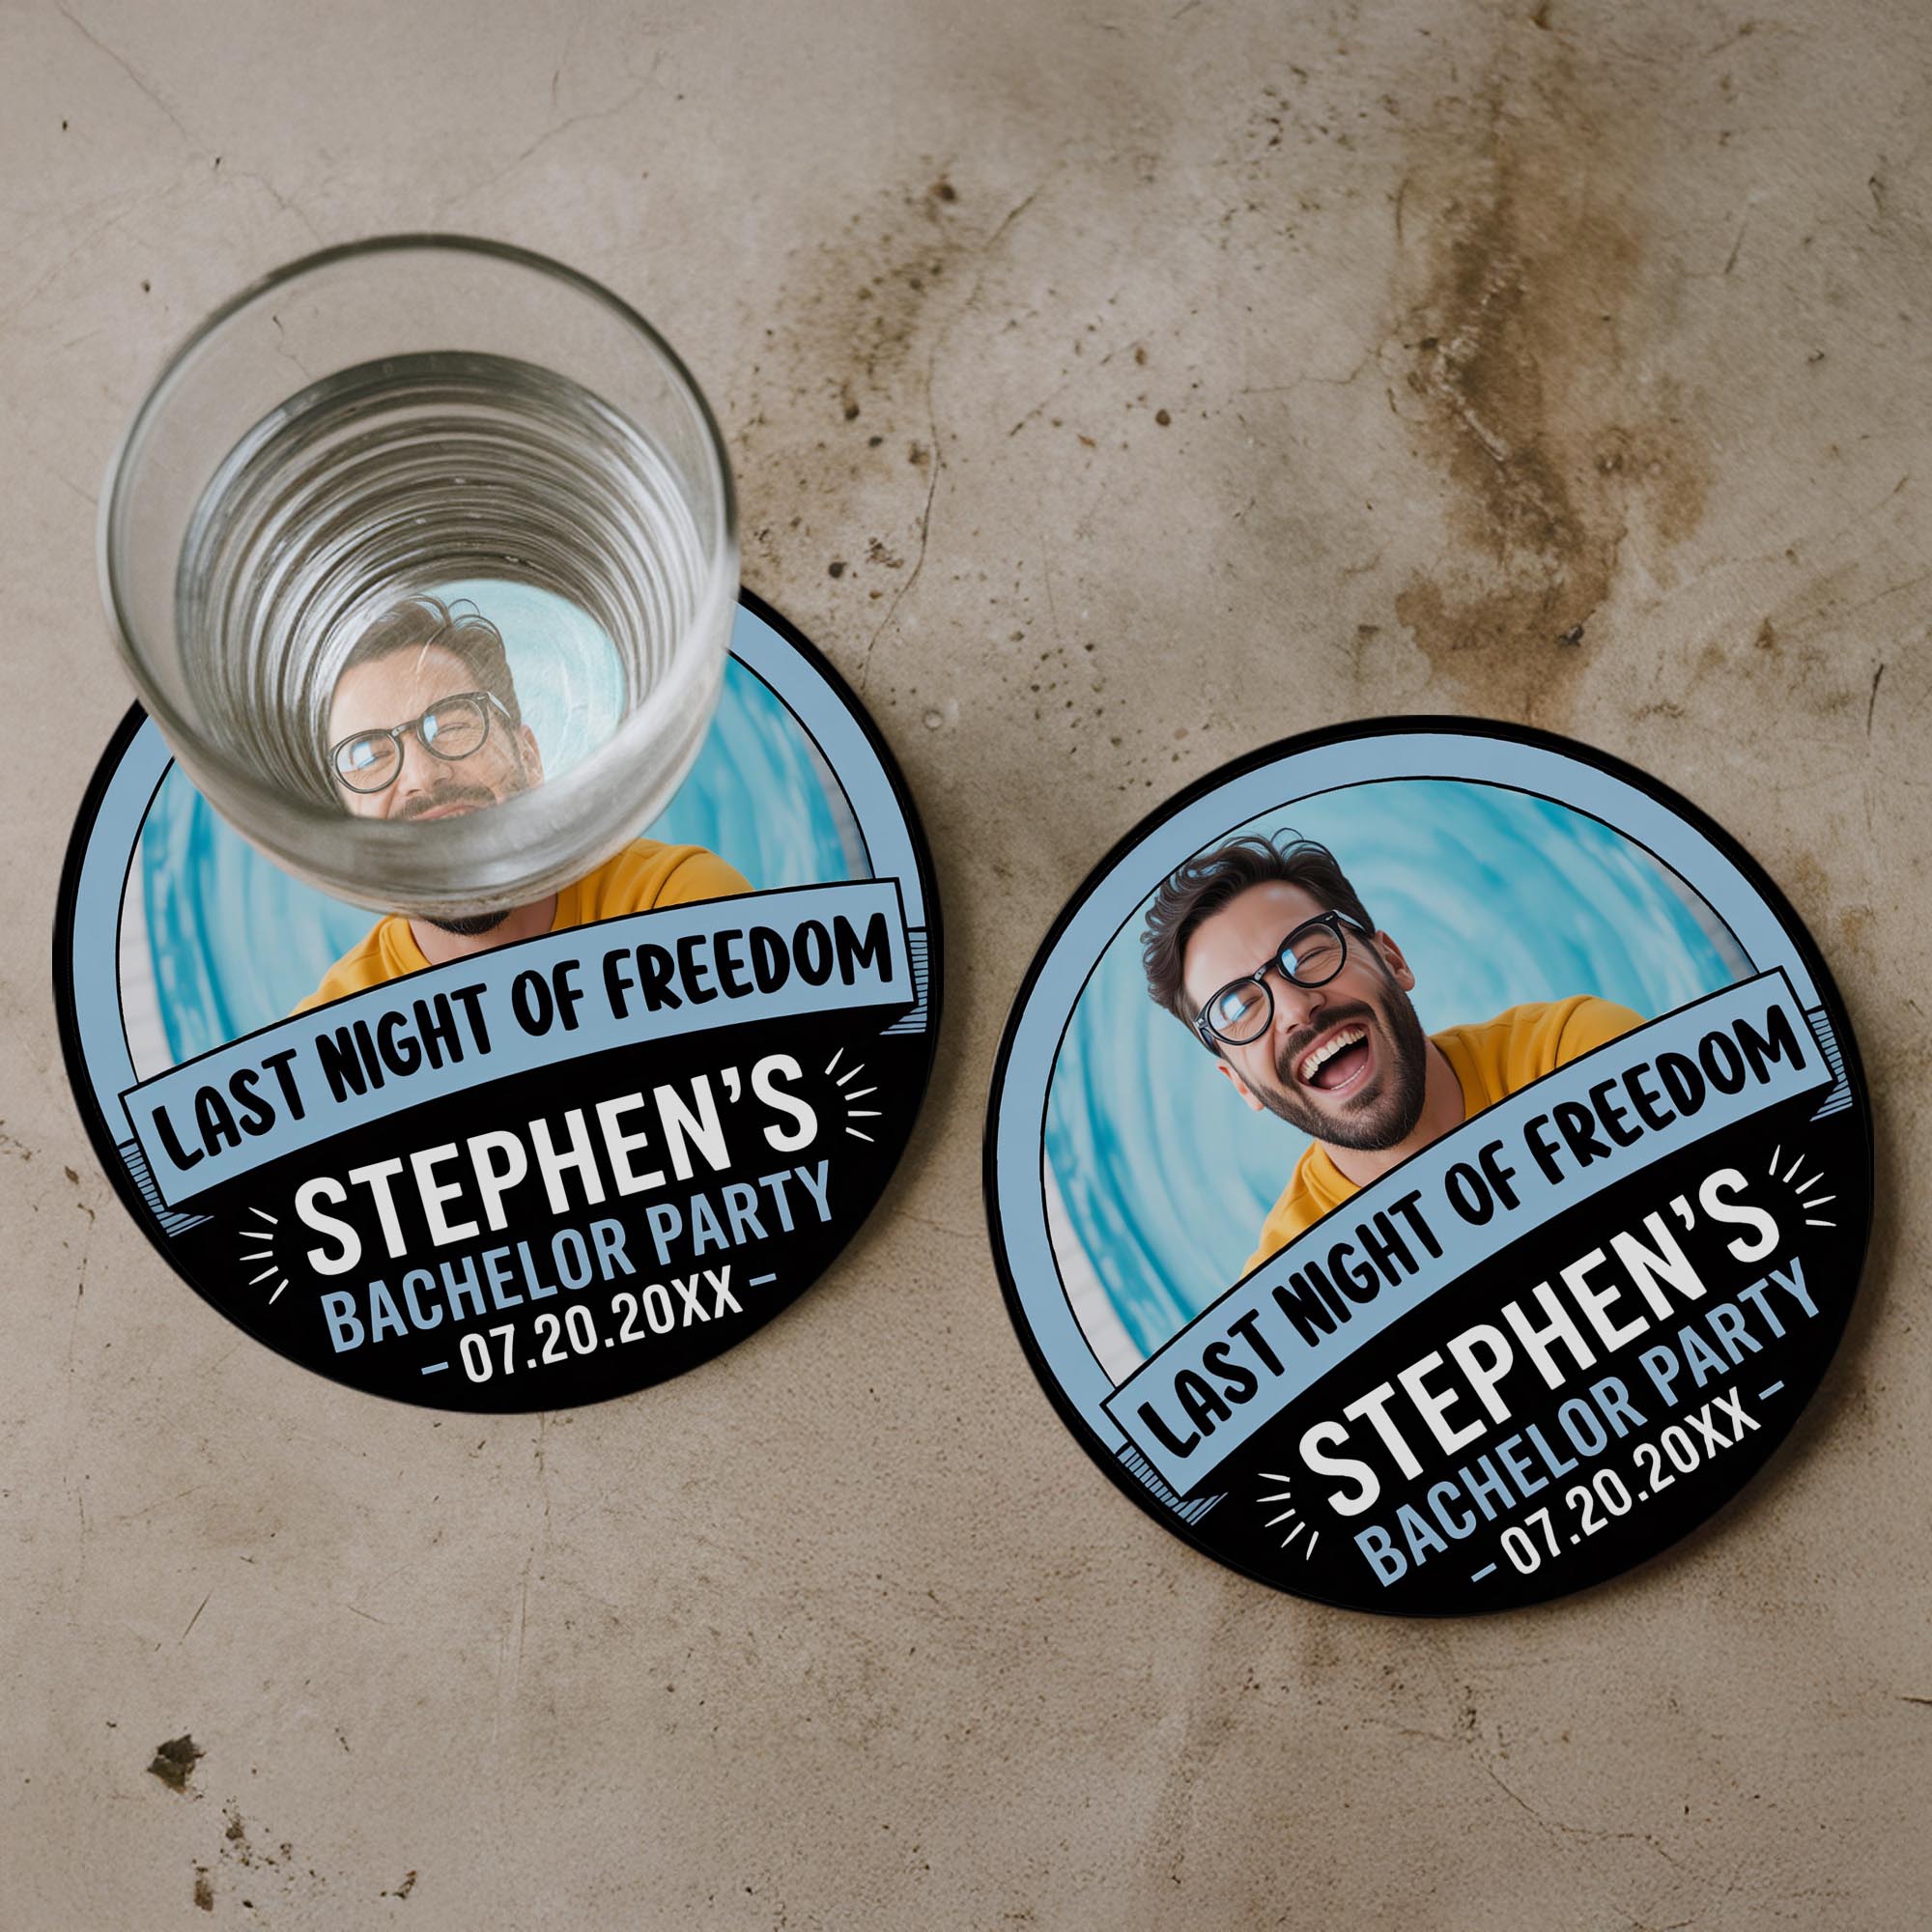 LAST NIGHT OF FREEDOM
STEPHEN'S
BACHELOR PARTY
- 07.20.20XX -
LAST NIGHT OF FREEDOM
STEPHEN'S
BACHELOR PARTY
- 07.20.20XX -